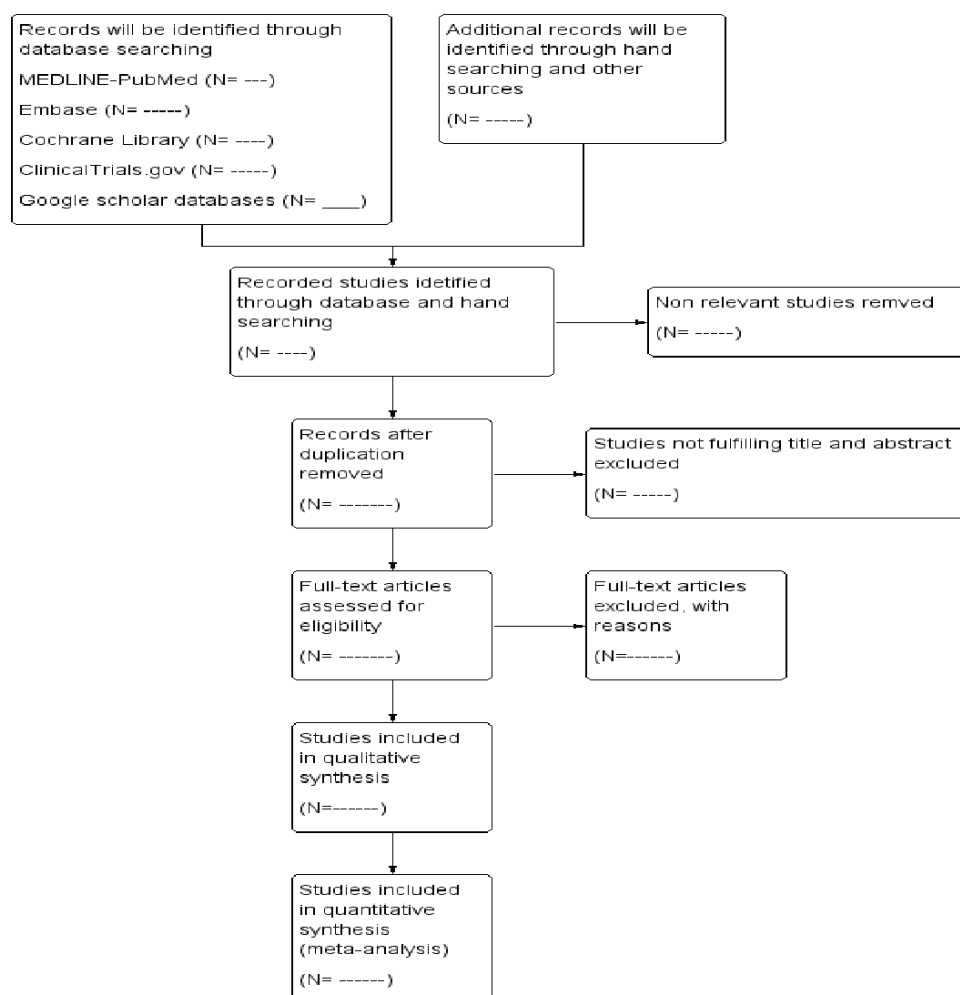 Records will be identified through
database searching
MEDLINE-PubMed (N= ---)
Embase (N= -----)
Cochrane Library (N= ----)
ClinicalTrials.gov (N= -----)
Google scholar databases (N= ___)
Additional records will be
identified through hand
searching and other
sources
(N= -----)
Recorded studies idetified
through database and hand
searching
(N= ----)
Non relevant studies remved
(N= -----)
Records after
duplication
removed
(N= -------)
Studies not fulfilling title and abstract
excluded
(N= -----)
Full-text articles
assessed for
eligibility
(N= -------)
Full-text articles
excluded, with
reasons
(N=------)
Studies included
in qualitative
synthesis
(N=------)
Studies included
in quantitative
synthesis
(meta-analysis)
(N= ------)